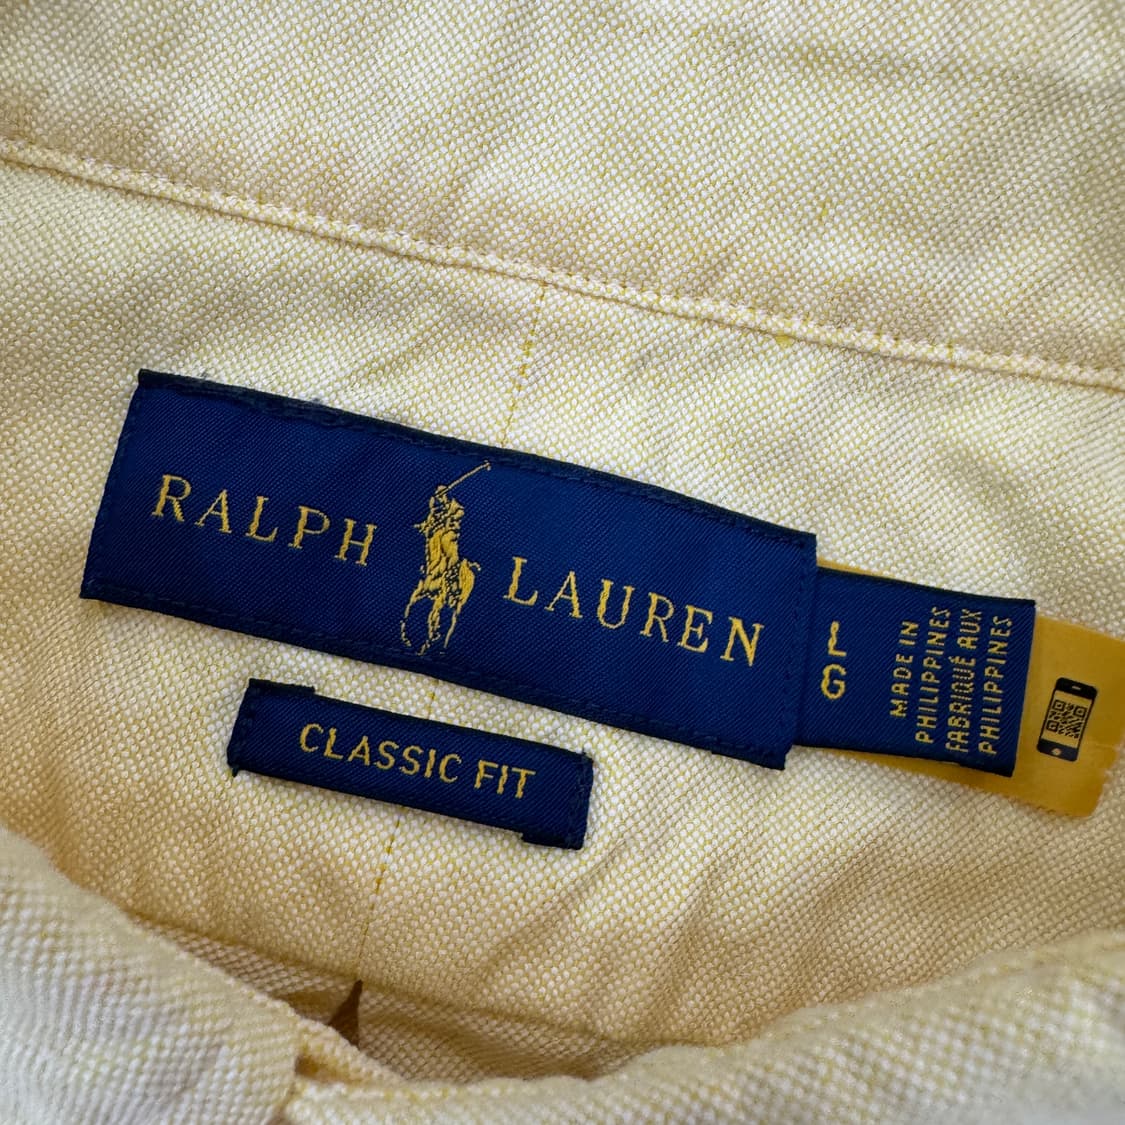 RALPH LAUREN
L
G
MADE IN
PHILIPPINES
FABRIQUÉ AUX
PHILIPPINES
CLASSIC FIT